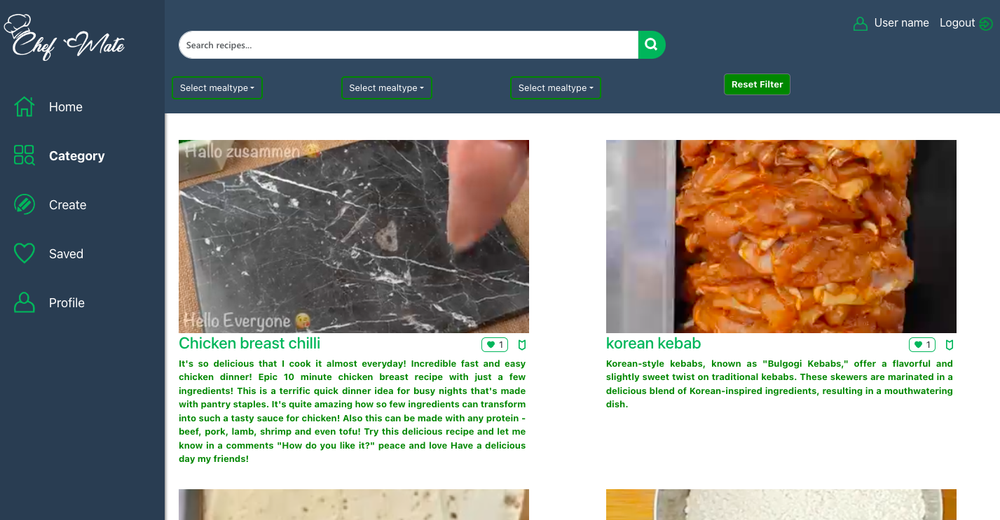 Chef Mate
User name Logout
Search recipes...
Select mealtype Select mealtype Select mealtype Reset Filter
Home
Category
Create
Saved
Profile
Hallo zusammen 😘
Hello Everyone 😘
Chicken breast chilli 1
It's so delicious that I cook it almost everyday! Incredible fast and easy
chicken dinner! Epic 10 minute chicken breast recipe with just a few
ingredients! This is a terrific quick dinner idea for busy nights that's made
with pantry staples. It's quite amazing how so few ingredients can transform
into such a tasty sauce for chicken! Also this can be made with any protein -
beef, pork, lamb, shrimp and even tofu! Try this delicious recipe and let me
know in a comments "How do you like it?" peace and love Have a delicious
day my friends!
korean kebab 1
Korean-style kebabs, known as "Bulgogi Kebabs," offer a flavorful and
slightly sweet twist on traditional kebabs. These skewers are marinated in a
delicious blend of Korean-inspired ingredients, resulting in a mouthwatering
dish.